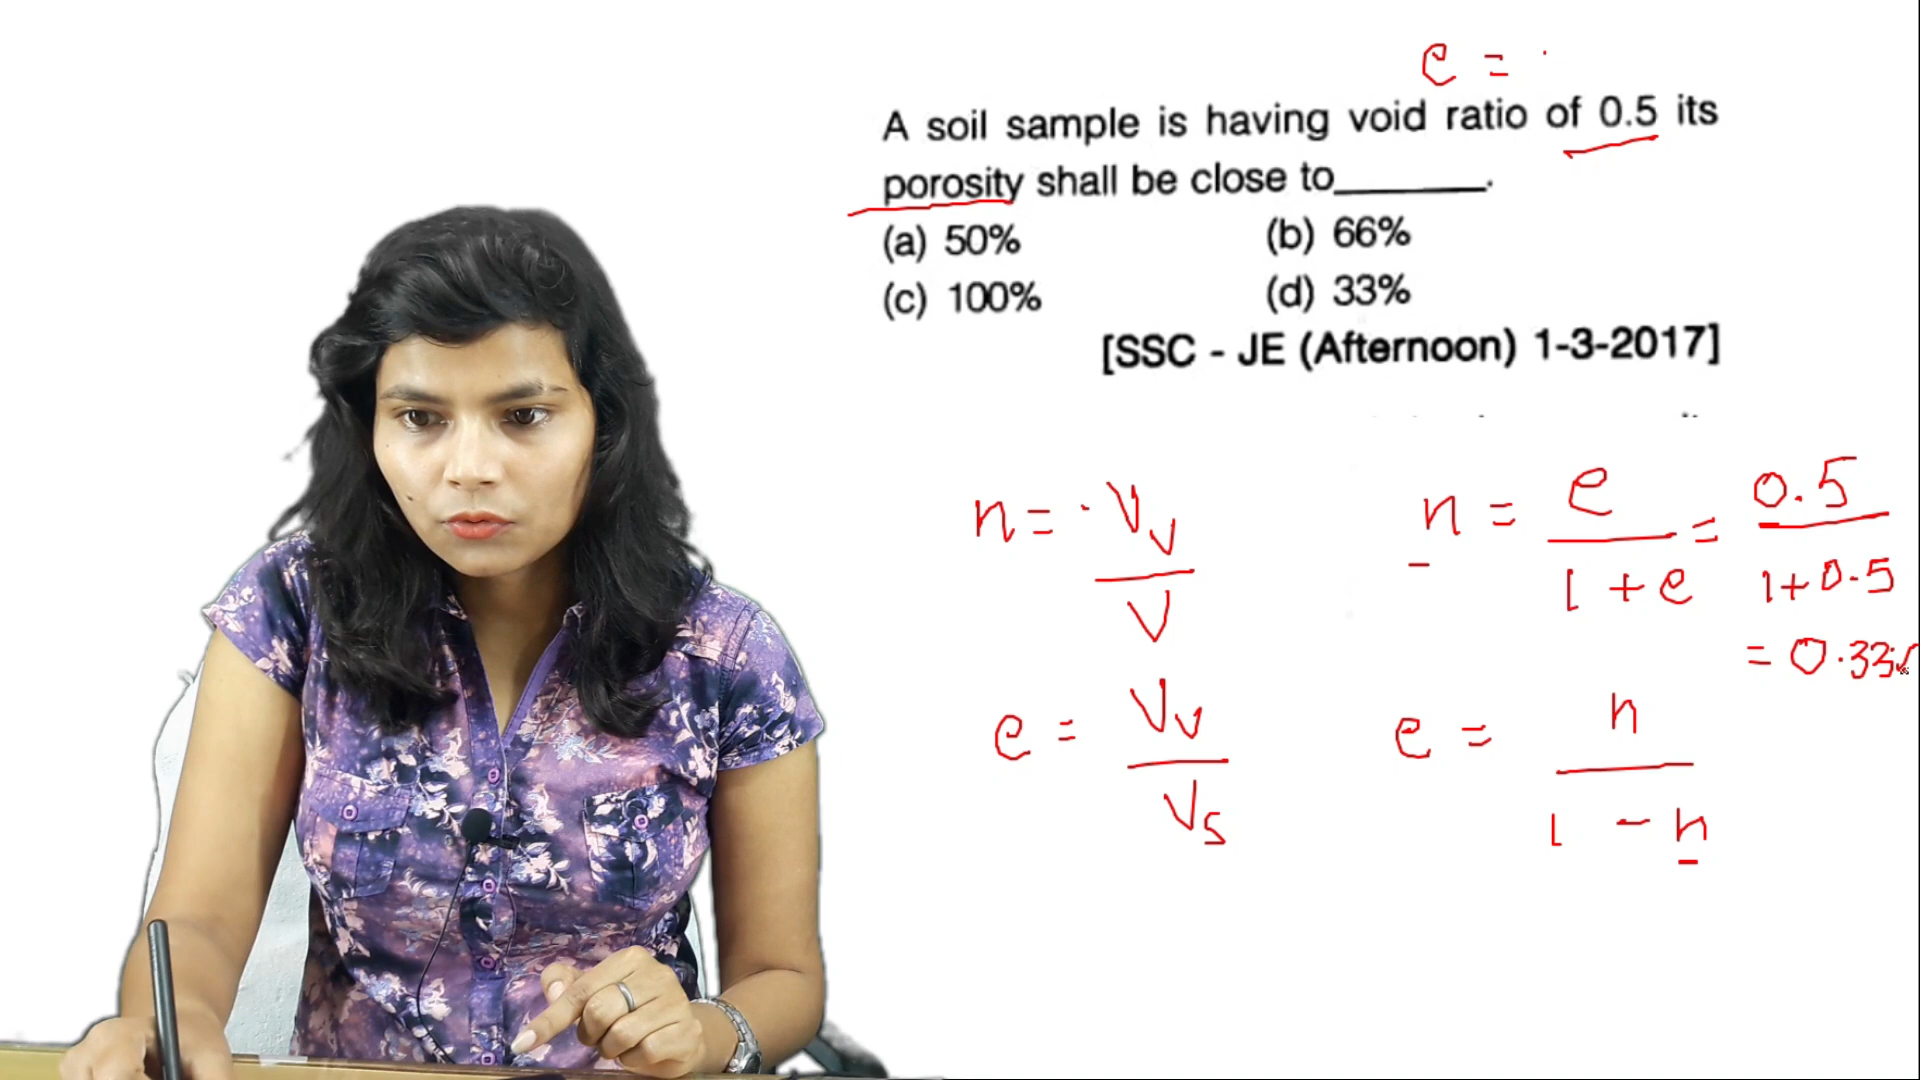 e = .
A soil sample is having void ratio of 0.5 its
porosity shall be close to_______.
(a) 50% (b) 66%
(c) 100% (d) 33%
[SSC - JE (Afternoon) 1-3-2017]
n = Vv / V
n = e / 1 + e = 0.5 / 1+0.5
= 0.33
e = Vv / Vs
e = n / 1 - n